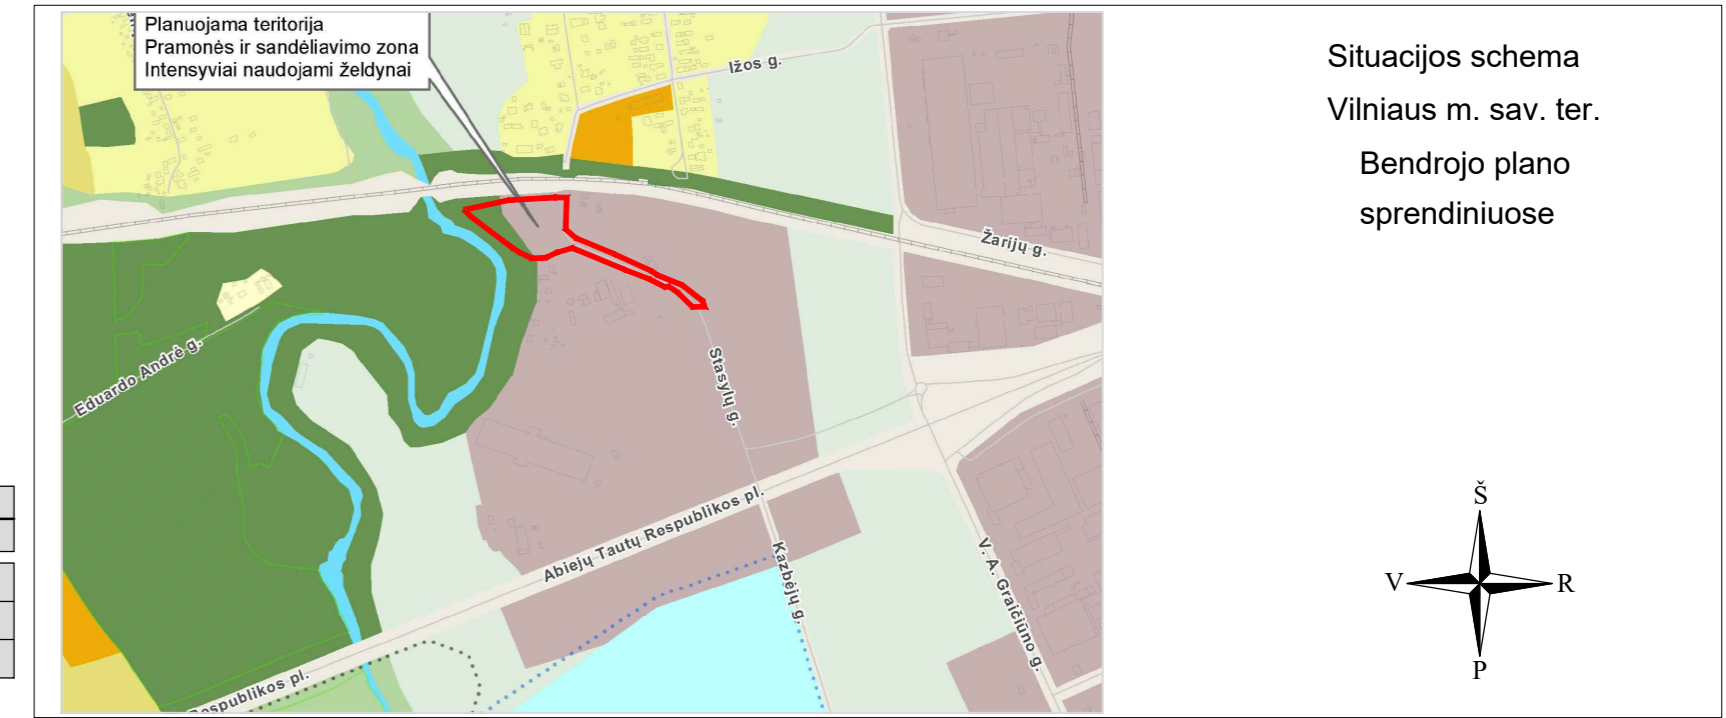 Planuojama teritorija
Pramonės ir sandėliavimo zona
Intensyviai naudojami želdynai
Ižos g.
Žarijų g.
Eduardo Andrė g.
Stasylų g.
Abiejų Tautų Respublikos pl.
Kazbėjų g.
V. A. Graičiūno g.
Respublikos pl.
Situacijos schema
Vilniaus m. sav. ter.
Bendrojo plano
sprendiniuose
Š
V
R
P